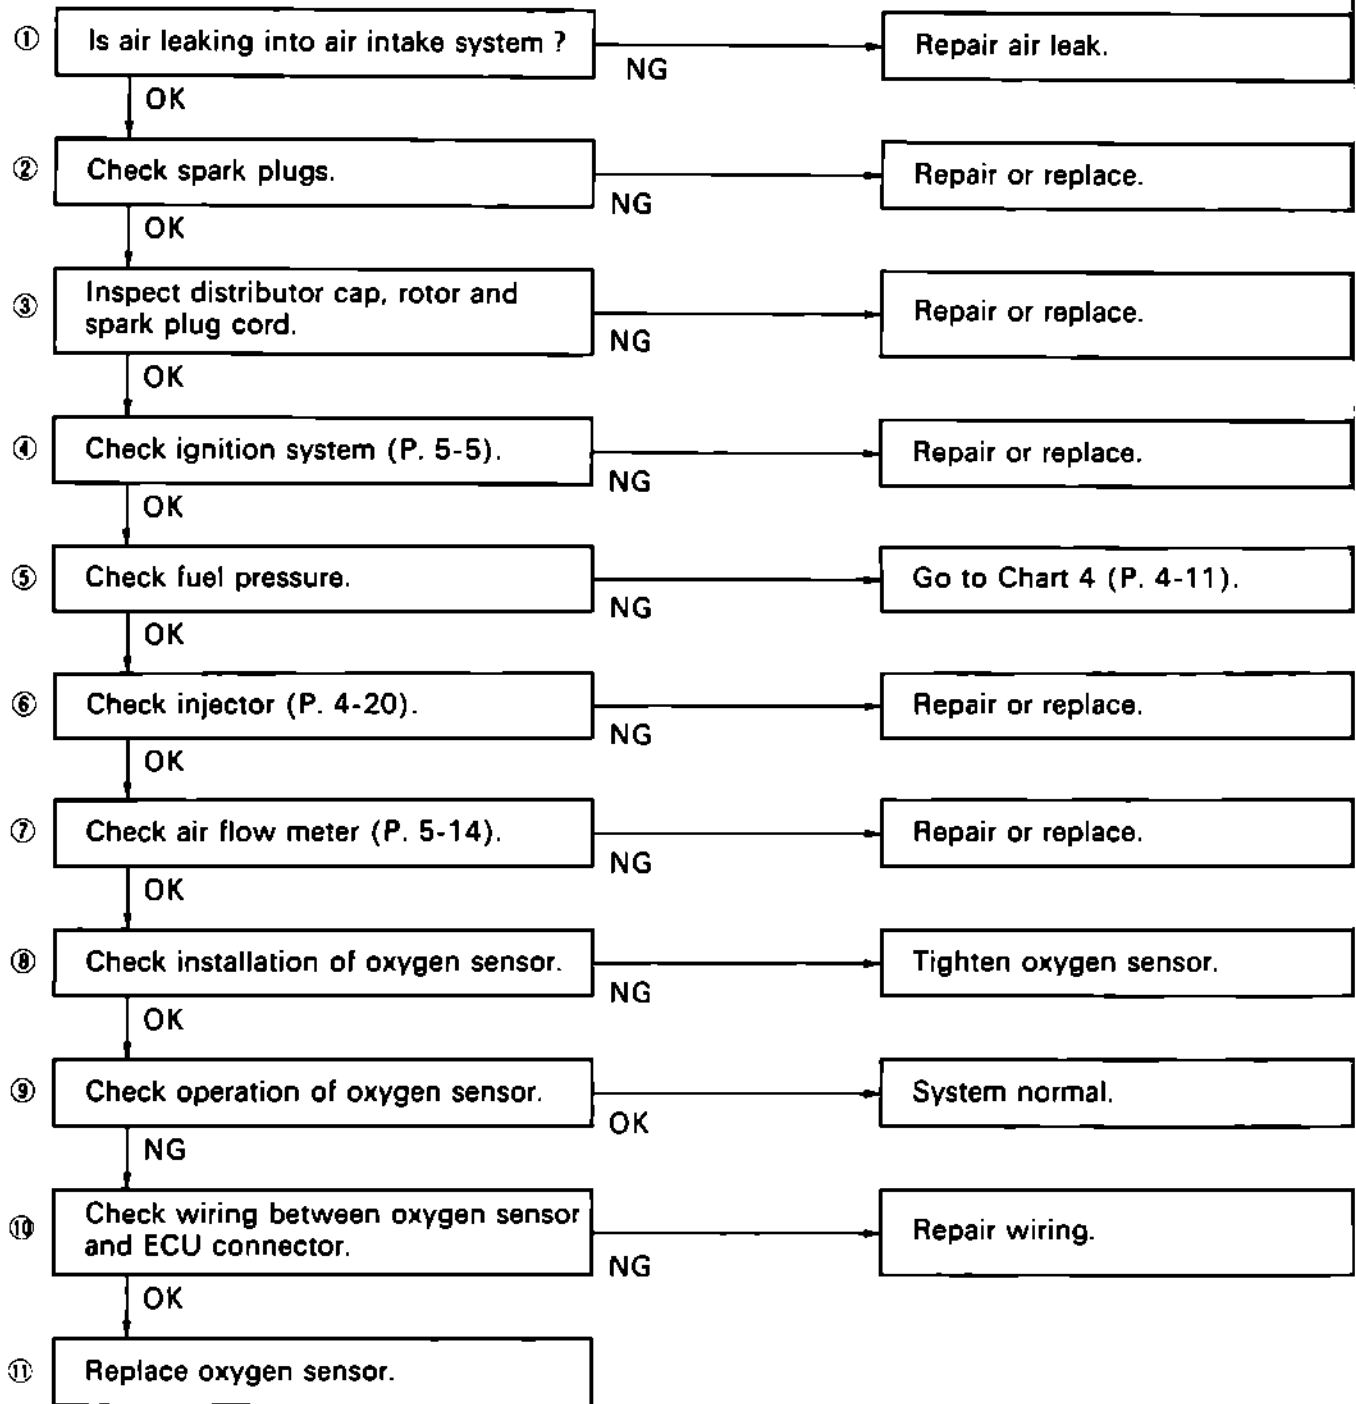 ① Is air leaking into air intake system ?
Repair air leak.
NG
OK
② Check spark plugs.
Repair or replace.
NG
OK
③ Inspect distributor cap, rotor and
spark plug cord.
Repair or replace.
NG
OK
④ Check ignition system (P. 5-5).
Repair or replace.
NG
OK
⑤ Check fuel pressure.
Go to Chart 4 (P. 4-11).
NG
OK
⑥ Check injector (P. 4-20).
Repair or replace.
NG
OK
⑦ Check air flow meter (P. 5-14).
Repair or replace.
NG
OK
⑧ Check installation of oxygen sensor.
Tighten oxygen sensor.
NG
OK
⑨ Check operation of oxygen sensor.
System normal.
OK
NG
⑩ Check wiring between oxygen sensor
and ECU connector.
Repair wiring.
NG
OK
⑪ Replace oxygen sensor.